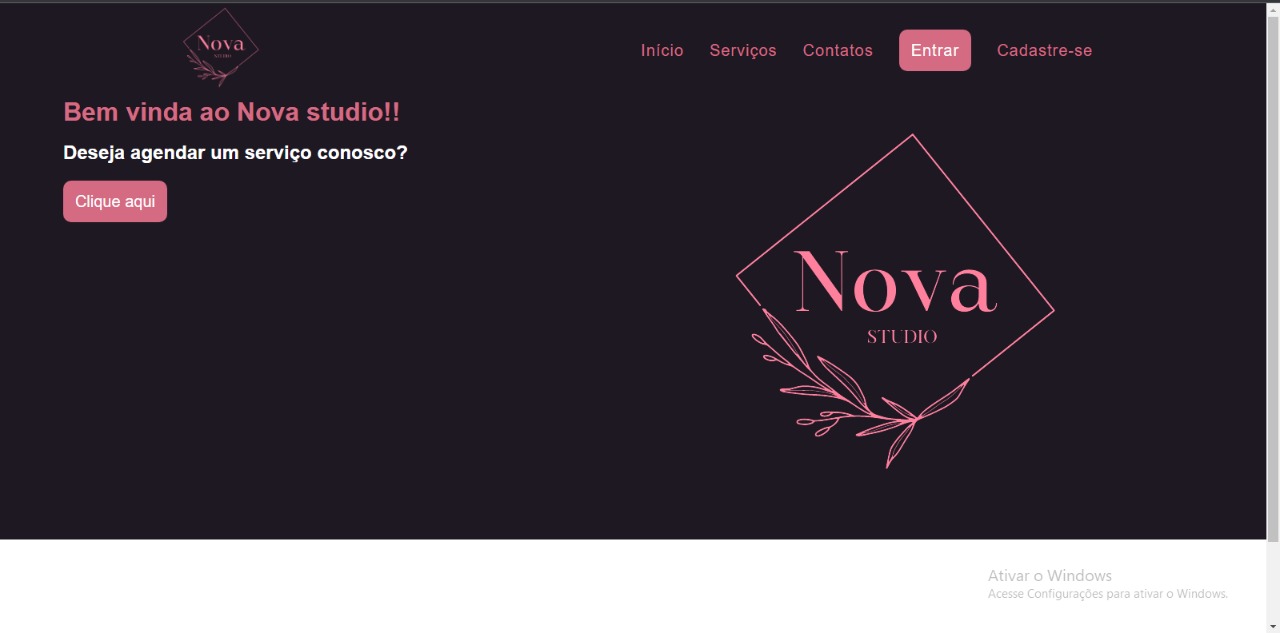 Nova
STUDIO
Início Serviços Contatos Entrar Cadastre-se
Bem vinda ao Nova studio!!
Deseja agendar um serviço conosco?
Clique aqui
Nova
STUDIO
Ativar o Windows
Acesse Configurações para ativar o Windows.